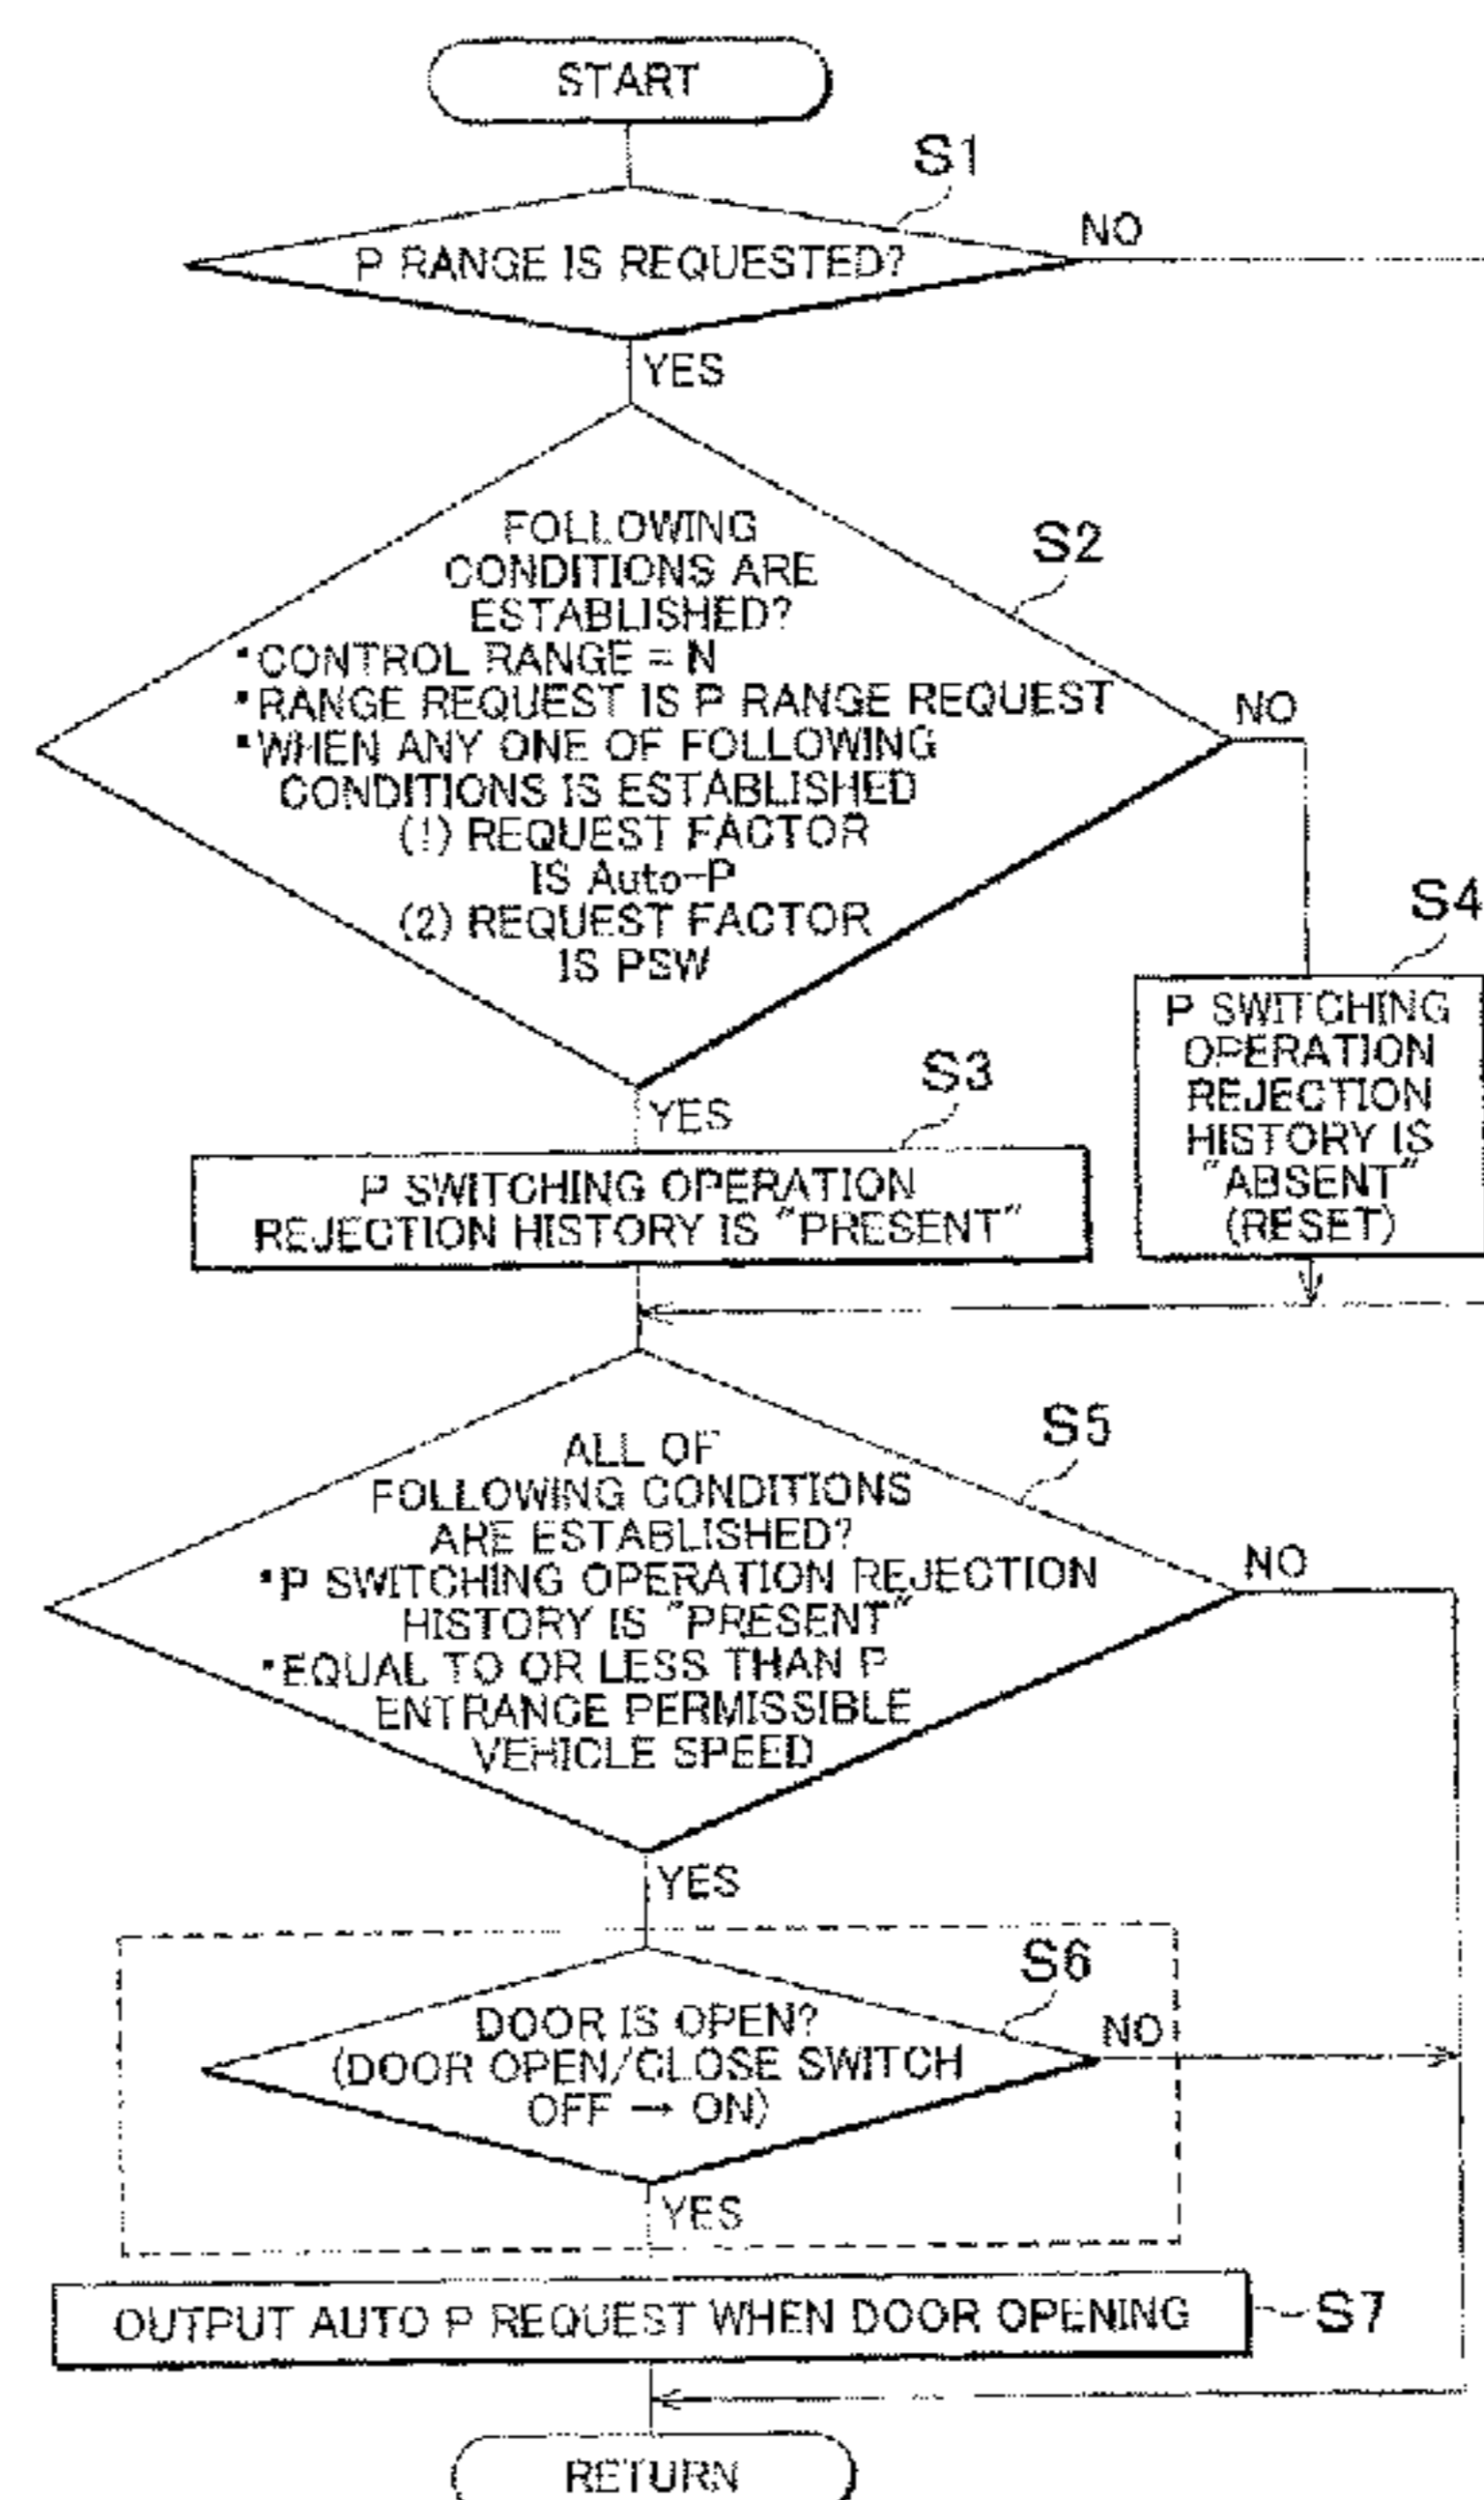 START
S1
P RANGE IS REQUESTED?
NO
YES
FOLLOWING
CONDITIONS ARE
ESTABLISHED?
S2
・CONTROL RANGE = N
・RANGE REQUEST IS P RANGE REQUEST
・WHEN ANY ONE OF FOLLOWING
CONDITIONS IS ESTABLISHED
(1) REQUEST FACTOR
IS Auto-P
(2) REQUEST FACTOR
IS PSW
NO
YES
S4
P SWITCHING
OPERATION
REJECTION
HISTORY IS
"ABSENT"
(RESET)
S3
P SWITCHING OPERATION
REJECTION HISTORY IS "PRESENT"
ALL OF
FOLLOWING CONDITIONS
ARE ESTABLISHED?
S5
・P SWITCHING OPERATION REJECTION
HISTORY IS "PRESENT"
・EQUAL TO OR LESS THAN P
ENTRANCE PERMISSIBLE
VEHICLE SPEED
NO
YES
S6
DOOR IS OPEN?
(DOOR OPEN/CLOSE SWITCH
OFF → ON)
NO
YES
OUTPUT AUTO P REQUEST WHEN DOOR OPENING
S7
RETURN